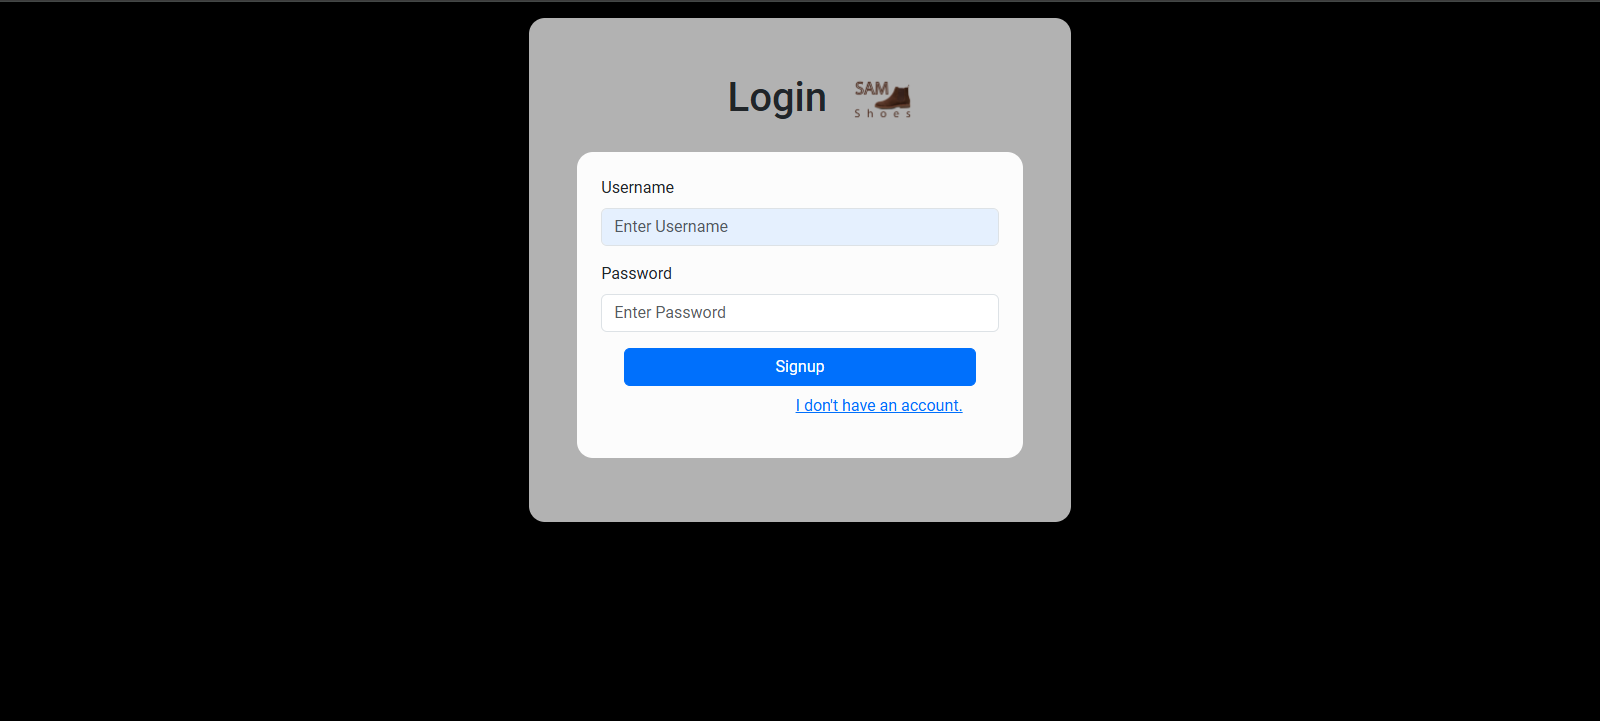 Login
SAM
Shoes
Username
Enter Username
Password
Enter Password
Signup
I don't have an account.